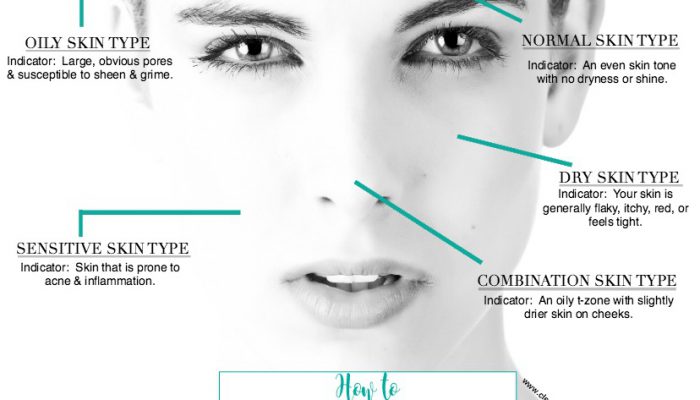 OILY SKIN TYPE
Indicator: Large, obvious pores
& susceptible to sheen & grime.
NORMAL SKIN TYPE
Indicator: An even skin tone
with no dryness or shine.
DRY SKIN TYPE
Indicator: Your skin is
generally flaky, itchy, red, or
feels tight.
SENSITIVE SKIN TYPE
Indicator: Skin that is prone to
acne & inflammation.
COMBINATION SKIN TYPE
Indicator: An oily t-zone with slightly
drier skin on cheeks.
How to